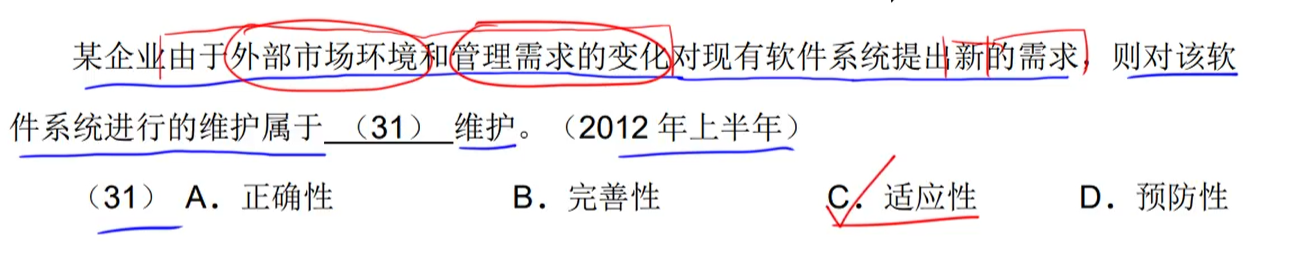 某企业由于外部市场环境和管理需求的变化对现有软件系统提出新的需求，则对该软
件系统进行的维护属于 （31） 维护。（2012 年上半年）
（31） A．正确性 B．完善性 C．适应性 D．预防性